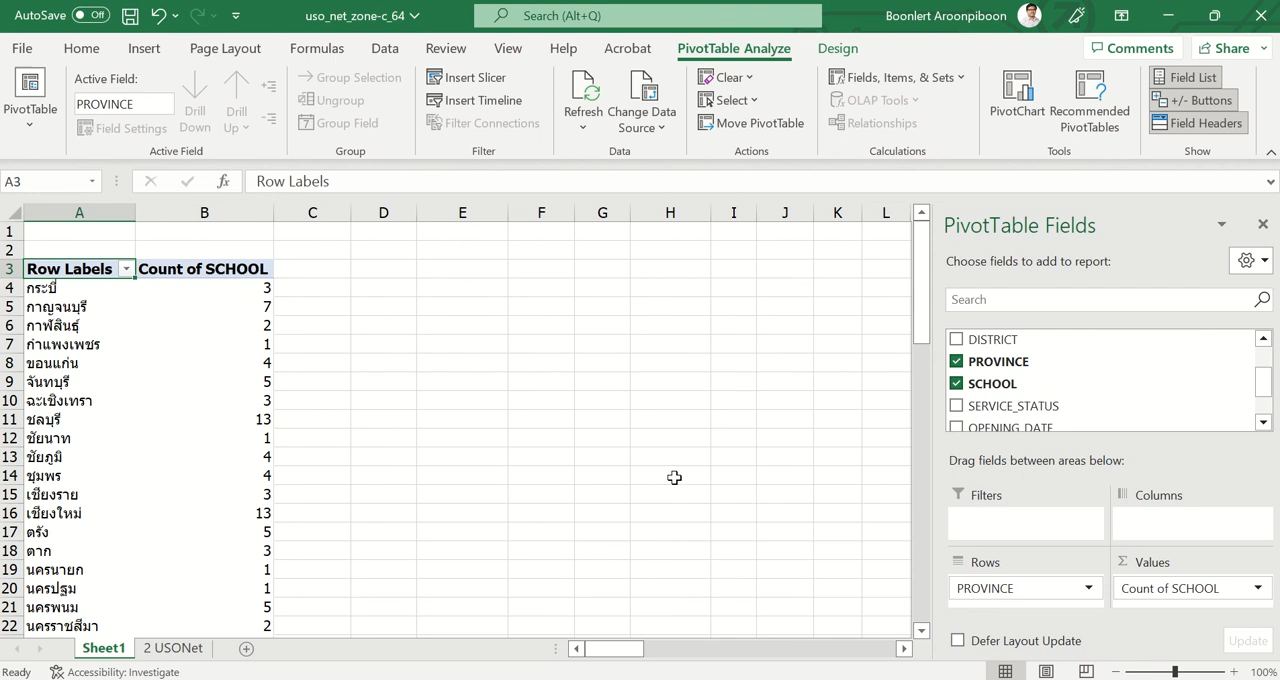 AutoSave Off uso_net_zone-c_64 Search (Alt+Q) Boonlert Aroonpiboon
File Home Insert Page Layout Formulas Data Review View Help Acrobat PivotTable Analyze Design Comments Share
PivotTable
Active Field:
PROVINCE
Field Settings
Drill Down
Drill Up
Active Field
Group Selection
Ungroup
Group Field
Group
Insert Slicer
Insert Timeline
Filter Connections
Filter
Refresh
Change Data
Source
Data
Clear
Select
Move PivotTable
Actions
Fields, Items, & Sets
OLAP Tools
Relationships
Calculations
PivotChart
Recommended
PivotTables
Tools
Field List
+/- Buttons
Field Headers
Show
A3 fx Row Labels
A B C D E F G H I J K L
1
2
3 Row Labels Count of SCHOOL
4 กระบี่ 3
5 กาญจนบุรี 7
6 กาฬสินธุ์ 2
7 กำแพงเพชร 1
8 ขอนแก่น 4
9 จันทบุรี 5
10 ฉะเชิงเทรา 3
11 ชลบุรี 13
12 ชัยนาท 1
13 ชัยภูมิ 4
14 ชุมพร 4
15 เชียงราย 3
16 เชียงใหม่ 13
17 ตรัง 5
18 ตาก 3
19 นครนายก 1
20 นครปฐม 1
21 นครพนม 5
22 นครราชสีมา 2
Sheet1 2 USONet
Ready Accessibility: Investigate 100%
PivotTable Fields
Choose fields to add to report:
Search
DISTRICT
PROVINCE
SCHOOL
SERVICE_STATUS
OPENING_DATE
Drag fields between areas below:
Filters
Columns
Rows
PROVINCE
Σ Values
Count of SCHOOL
Defer Layout Update
Update